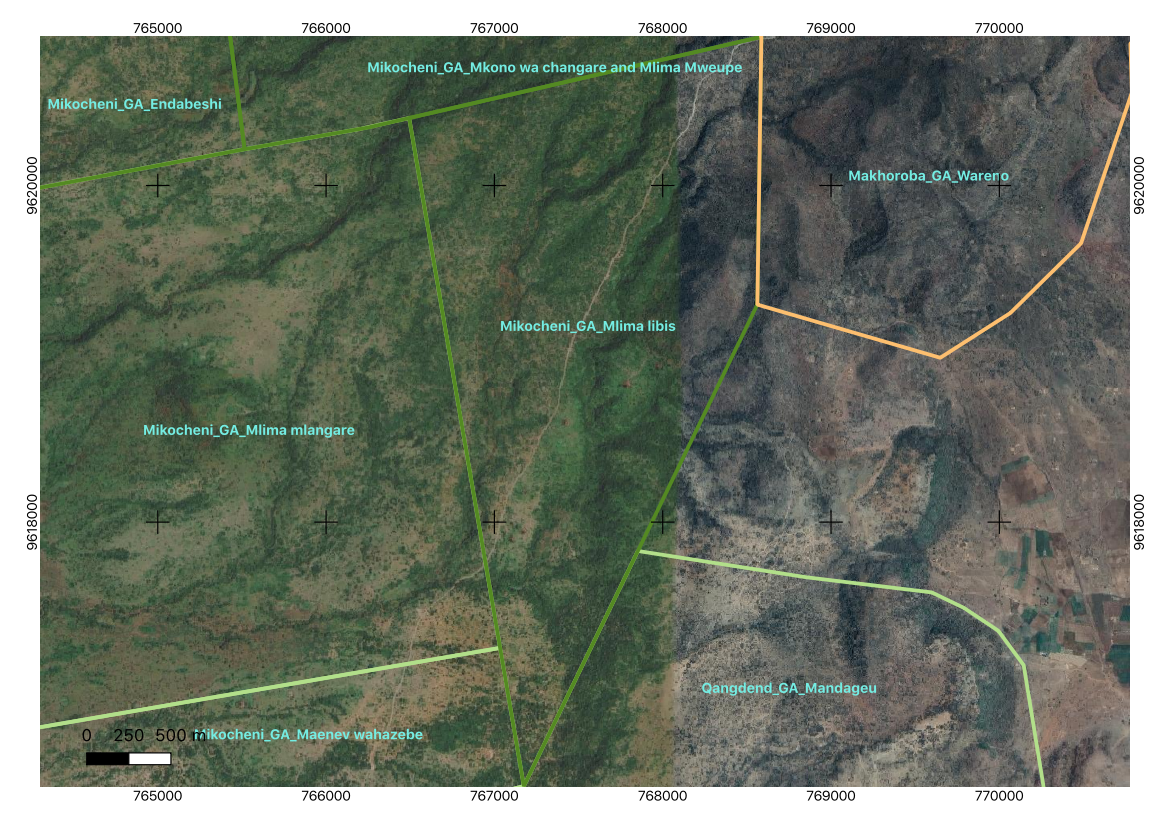 765000 766000 767000 768000 769000 770000
Mikocheni_GA_Mkono wa changare and Mlima Mweupe
Mikocheni_GA_Endabeshi
9620000
9620000
Makhoroba_GA_Wareno
Mikocheni_GA_Mlima libis
Mikocheni_GA_Mlima mlangare
9618000
9618000
Qangdend_GA_Mandageu
Mikocheni_GA_Maenev wahazebe
0 250 500 m
765000 766000 767000 768000 769000 770000